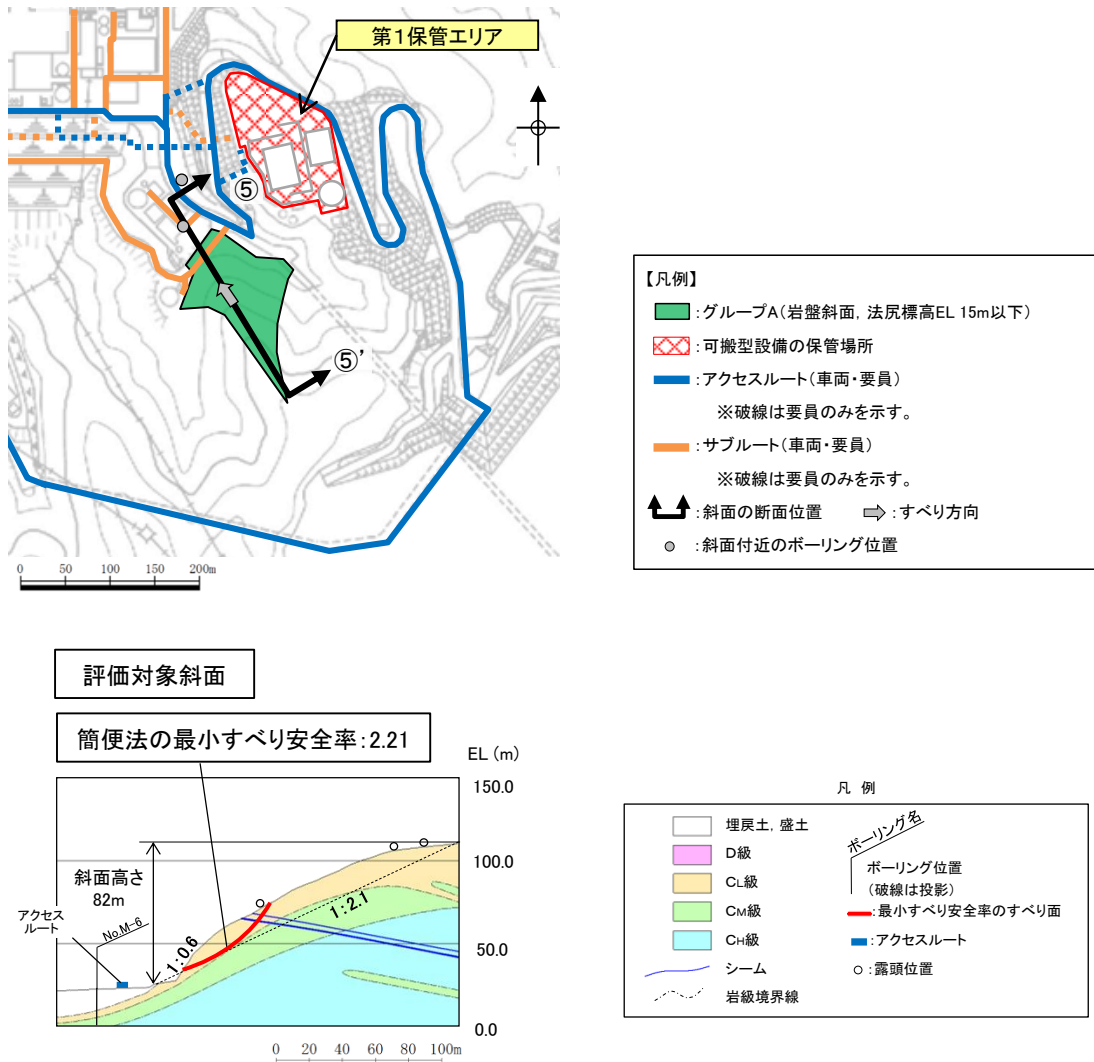 第1保管エリア
⑤
⑤’
0 50 100 150 200m
【凡例】
:グループA(岩盤斜面, 法尻標高EL 15m以下)
:可搬型設備の保管場所
:アクセスルート(車両・要員)
※破線は要員のみを示す。
:サブルート(車両・要員)
※破線は要員のみを示す。
:斜面の断面位置 :すべり方向
:斜面付近のボーリング位置
評価対象斜面
簡便法の最小すべり安全率:2.21
EL (m)
150.0
100.0
50.0
0.0
斜面高さ
82m
アクセス
ルート
No.M-6
1:0.6
1:2.1
0 20 40 60 80 100m
凡 例
埋戻土, 盛土
D級
CL級
CM級
CH級
シーム
岩級境界線
ボーリング名
ボーリング位置
(破線は投影)
:最小すべり安全率のすべり面
:アクセスルート
:露頭位置